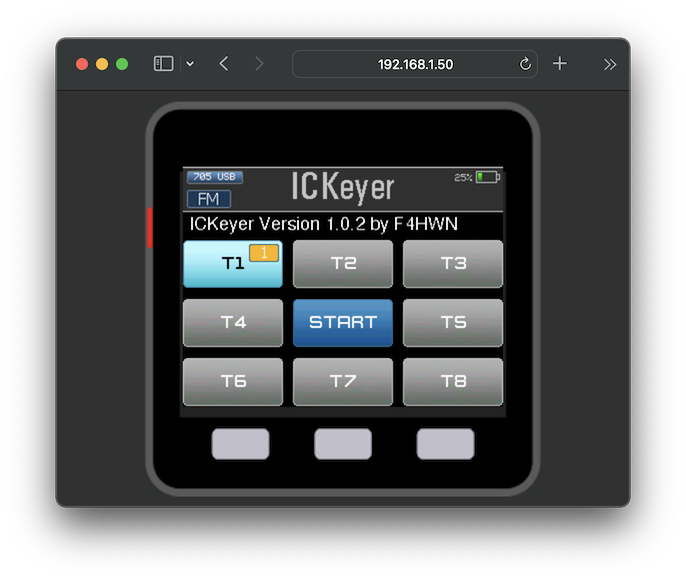 192.168.1.50
705 USB
ICKeyer
25%
FM
ICKeyer Version 1.0.2 by F4HWN
T1 1 T2 T3
T4 START T5
T6 T7 T8